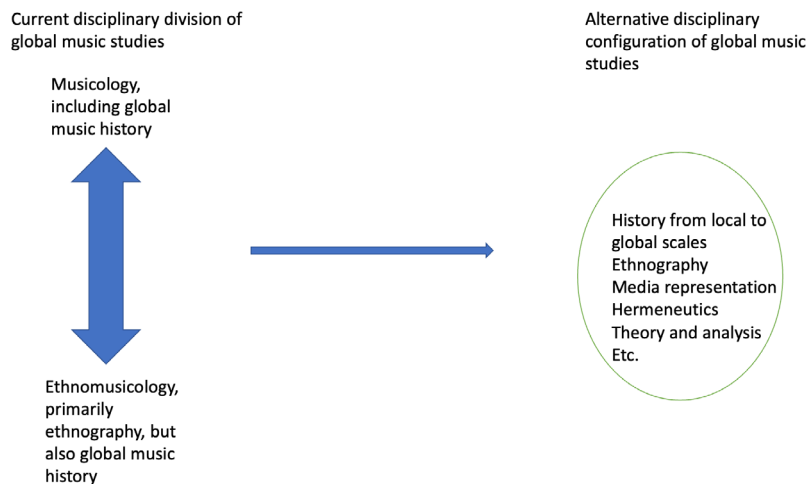 Current disciplinary division of
global music studies
Musicology,
including global
music history
Ethnomusicology,
primarily
ethnography, but
also global music
history
Alternative disciplinary
configuration of global music
studies
History from local to
global scales
Ethnography
Media representation
Hermeneutics
Theory and analysis
Etc.